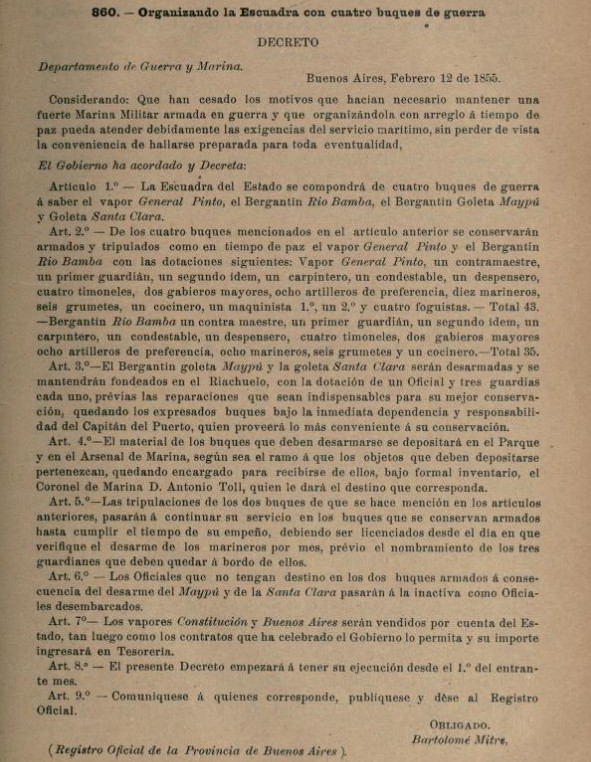 860. — Organizando la Escuadra con cuatro buques de guerra
DECRETO
Departamento de Guerra y Marina.
Buenos Aires, Febrero 12 de 1855.
Considerando: Que han cesado los motivos que hacían necesario mantener una
fuerte Marina Militar armada en guerra y que organizándola con arreglo á tiempo de
paz pueda atender debidamente las exigencias del servicio marítimo, sin perder de vista
la conveniencia de hallarse preparada para toda eventualidad,
El Gobierno ha acordado y Decreta:
Artículo 1.º — La Escuadra del Estado se compondrá de cuatro buques de guerra
á saber el vapor General Pinto, el Bergantín Río Bamba, el Bergantín Goleta Maypú
y Goleta Santa Clara.
Art. 2.º — De los cuatro buques mencionados en el artículo anterior se conservarán
armados y tripulados como en tiempo de paz el vapor General Pinto y el Bergantin
Río Bamba con las dotaciones siguientes: Vapor General Pinto, un contramaestre,
un primer guardián, un segundo idem, un carpintero, un condestable, un despensero,
cuatro timoneles, dos gabieros mayores, ocho artilleros de preferencia, diez marineros,
seis grumetes, un cocinero, un maquinista 1.º, un 2.º y cuatro foguistas. — Total 43.
—Bergantín Río Bamba un contra maestre, un primer guardián, un segundo idem, un
carpintero, un condestable, un despensero, cuatro timoneles, dos gabieros mayores
ocho artilleros de preferencia, ocho marineros, seis grumetes y un cocinero.—Total 35.
Art. 3.º—El Bergantin goleta Maypú y la goleta Santa Clara serán desarmadas y se
mantendrán fondeados en el Riachuelo, con la dotación de un Oficial y tres guardias
cada uno, prévias las reparaciones que sean indispensables para su mejor conserva-
ción, quedando los expresados buques bajo la inmediata dependencia y responsabili-
dad del Capitán del Puerto, quien proveerá lo más conveniente á su conservación.
Art. 4.º—El material de los buques que deben desarmarse se depositará en el Parque
y en el Arsenal de Marina, según sea el ramo á que los objetos que deben depositarse
pertenezcan, quedando encargado para recibirse de ellos, bajo formal inventario, el
Coronel de Marina D. Antonio Toll, quien le dará el destino que corresponda.
Art. 5.º—Las tripulaciones de los dos buques de que se hace mención en los artículos
anteriores, pasarán á continuar su servicio en los buques que se conservan armados
hasta cumplir el tiempo de su empeño, debiendo ser licenciados desde el día en que
verifique el desarme de los marineros por mes, prévio el nombramiento de los tres
guardianes que deben quedar á bordo de ellos.
Art. 6.º — Los Oficiales que no tengan destino en los dos buques armados á conse-
cuencia del desarme del Maypú y de la Santa Clara pasarán á la inactiva como Oficia-
les desembarcados.
Art. 7º— Los vapores Constitución y Buenos Aires serán vendidos por cuenta del Es-
tado, tan luego como los contratos que ha celebrado el Gobierno lo permita y su importe
ingresará en Tesorería.
Art. 8.º — El presente Decreto empezará á tener su ejecución desde el 1.º del entran-
te mes.
Art. 9.º — Comuníquese á quienes corresponde, publíquese y dése al Registro
Oficial.
OBLIGADO.
Bartolomé Mitre.
(Registro Oficial de la Provincia de Buenos Aires).